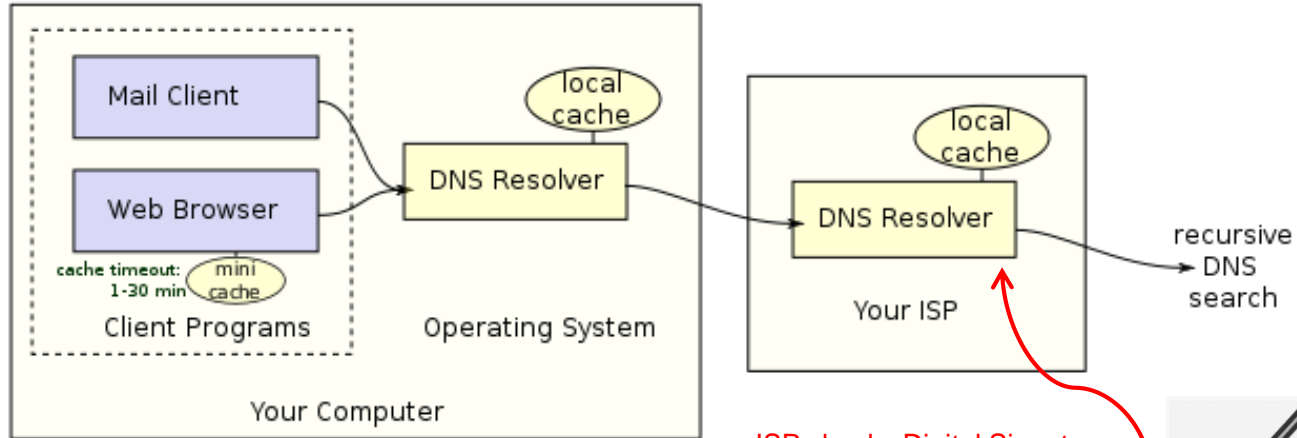 Mail Client
Web Browser
cache timeout:
1-30 min
mini
cache
Client Programs
local
cache
DNS Resolver
Operating System
Your Computer
local
cache
DNS Resolver
Your ISP
recursive
DNS
search